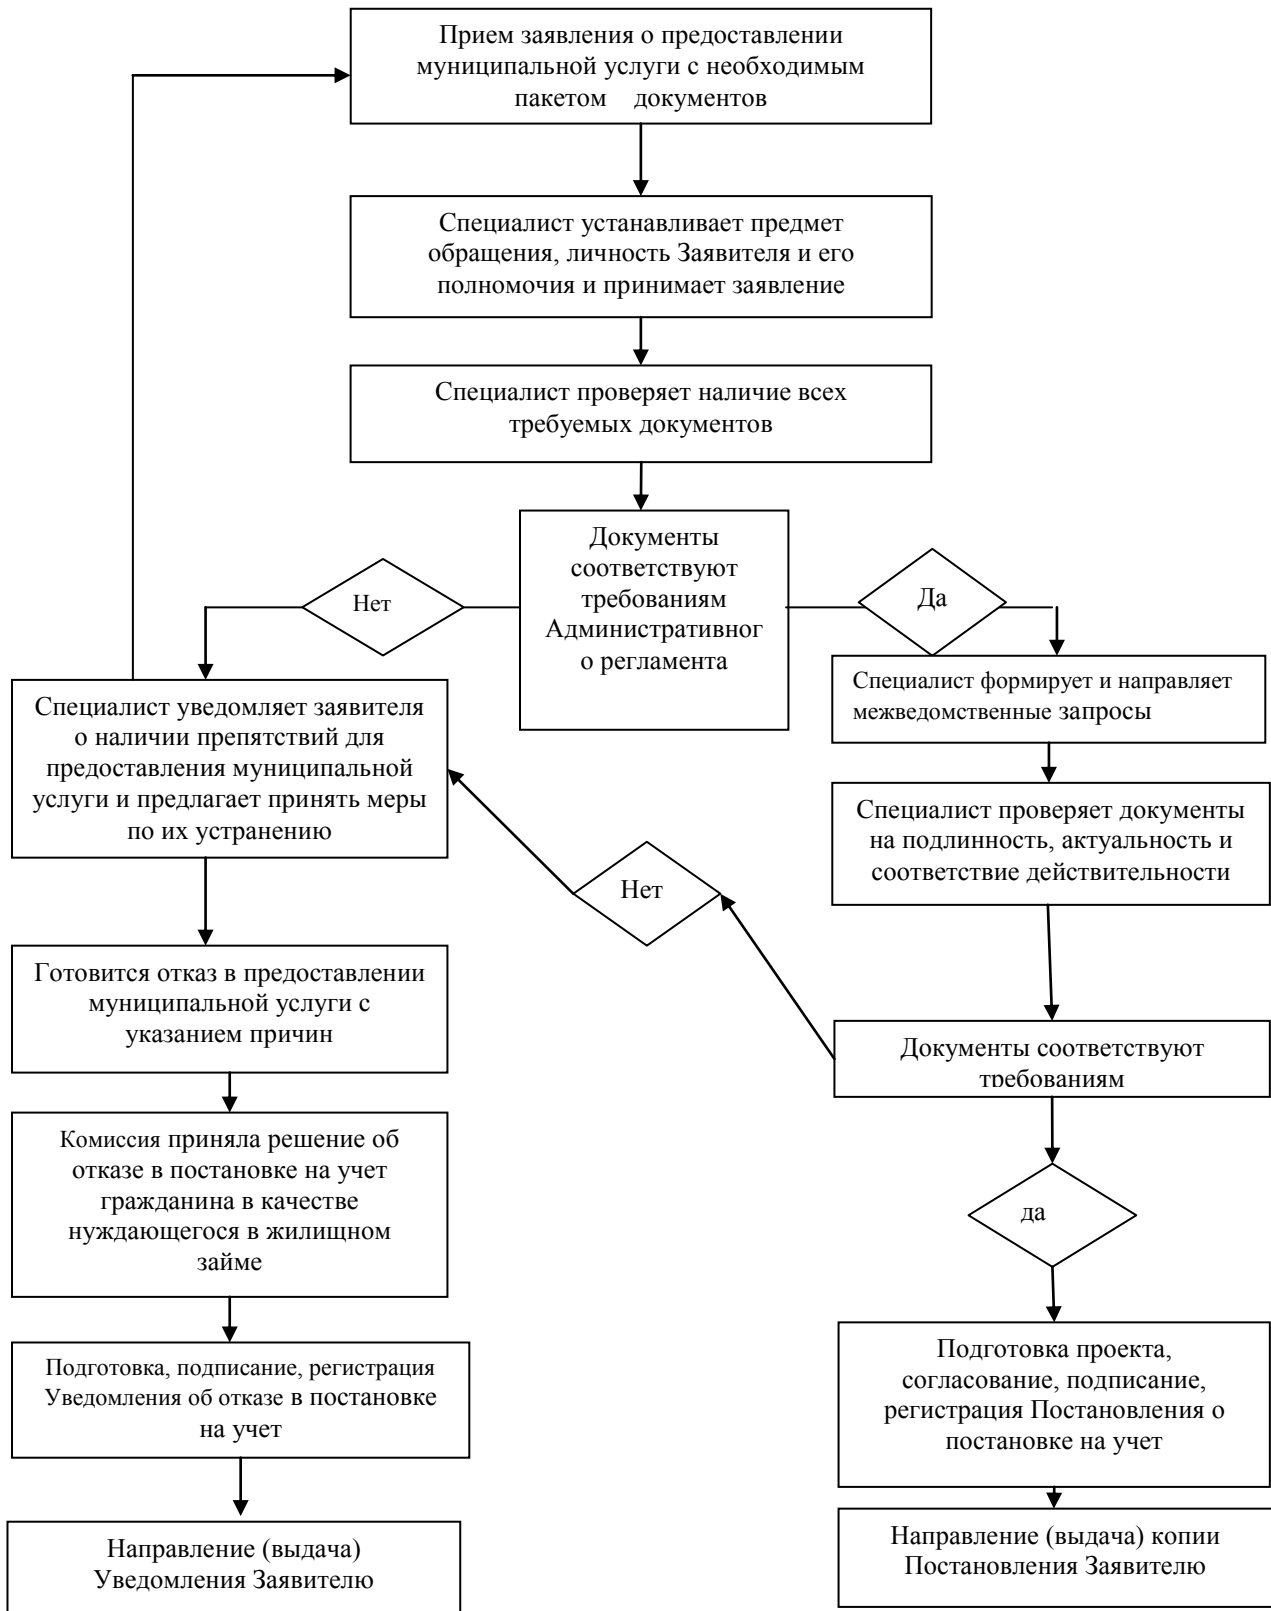 Прием заявления о предоставлении
муниципальной услуги с необходимым
пакетом документов
Специалист устанавливает предмет
обращения, личность Заявителя и его
полномочия и принимает заявление
Специалист проверяет наличие всех
требуемых документов
Документы
соответствуют
требованиям
Административног
о регламента
Нет
Да
Специалист уведомляет заявителя
о наличии препятствий для
предоставления муниципальной
услуги и предлагает принять меры
по их устранению
Специалист формирует и направляет
межведомственные запросы
Специалист проверяет документы
на подлинность, актуальность и
соответствие действительности
Нет
Готовится отказ в предоставлении
муниципальной услуги с
указанием причин
Документы соответствуют
требованиям
Комиссия приняла решение об
отказе в постановке на учет
гражданина в качестве
нуждающегося в жилищном
займе
да
Подготовка, подписание, регистрация
Уведомления об отказе в постановке
на учет
Подготовка проекта,
согласование, подписание,
регистрация Постановления о
постановке на учет
Направление (выдача)
Уведомления Заявителю
Направление (выдача) копии
Постановления Заявителю